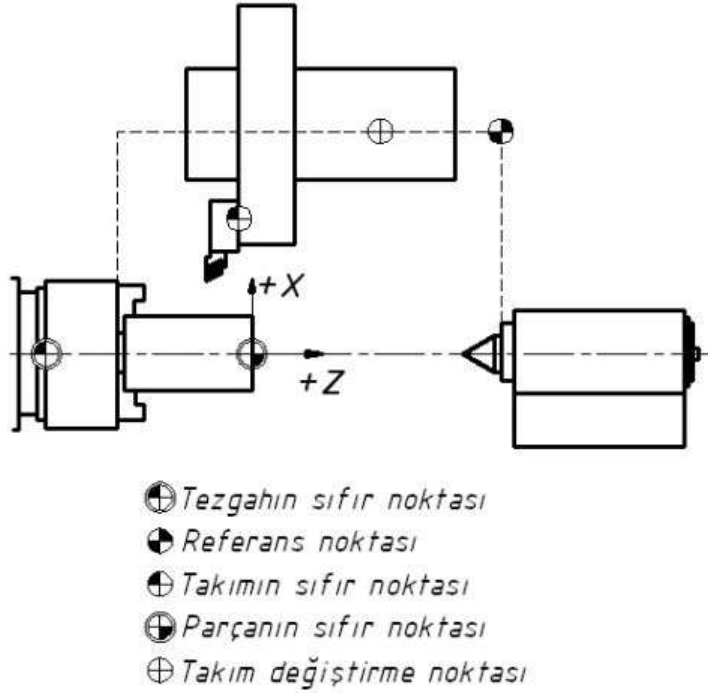 +X
+Z
Tezgahın sıfır noktası
Referans noktası
Takımın sıfır noktası
Parçanın sıfır noktası
Takım değiştirme noktası